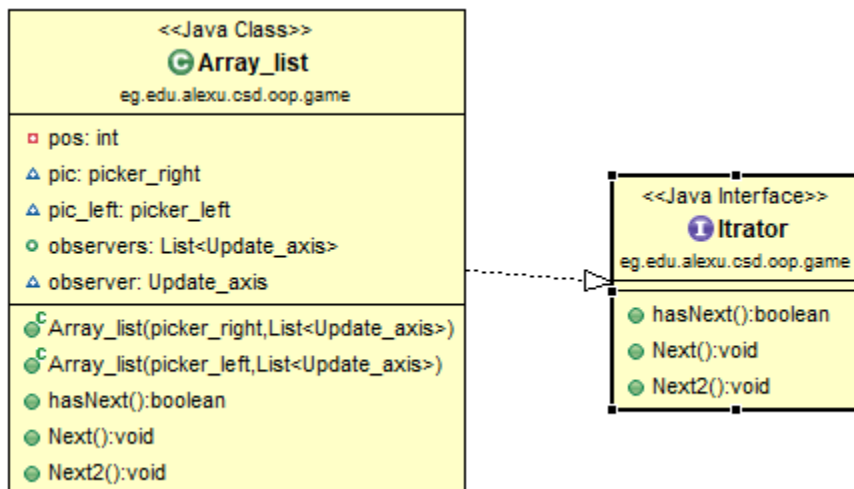 <<Java Class>>
Array_list
eg.edu.alexu.csd.oop.game
pos: int
pic: picker_right
pic_left: picker_left
observers: List<Update_axis>
observer: Update_axis
Array_list(picker_right,List<Update_axis>)
Array_list(picker_left,List<Update_axis>)
hasNext():boolean
Next():void
Next2():void
<<Java Interface>>
Itrator
eg.edu.alexu.csd.oop.game
hasNext():boolean
Next():void
Next2():void